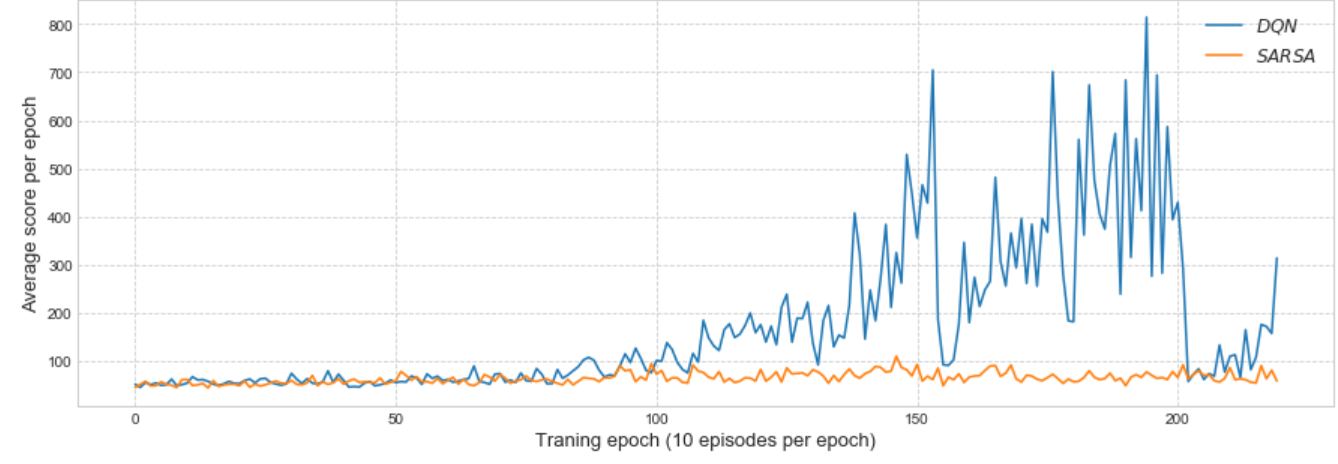 800
700
600
500
400
300
200
100
Average score per epoch
DQN
SARSA
0 50 100 150 200
Traning epoch (10 episodes per epoch)